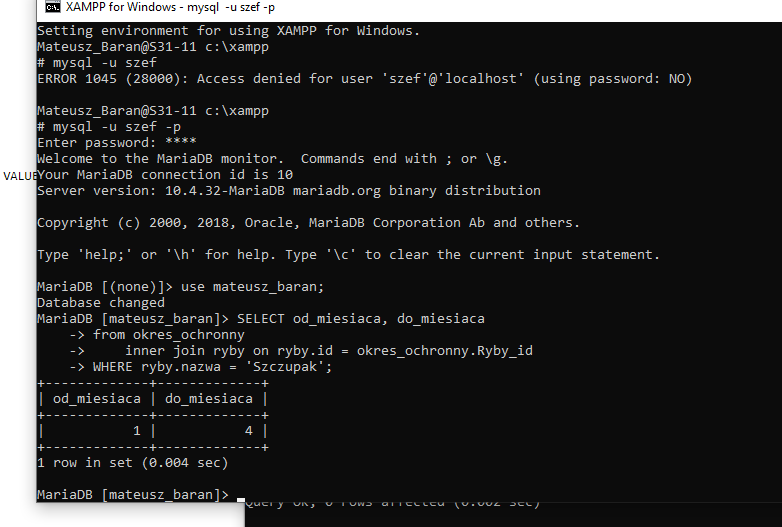 XAMPP for Windows - mysql -u szef -p
Setting environment for using XAMPP for Windows.
Mateusz_Baran@S31-11 c:\xampp
# mysql -u szef
ERROR 1045 (28000): Access denied for user 'szef'@'localhost' (using password: NO)
Mateusz_Baran@S31-11 c:\xampp
# mysql -u szef -p
Enter password: ****
Welcome to the MariaDB monitor.  Commands end with ; or \g.
VALUE
Your MariaDB connection id is 10
Server version: 10.4.32-MariaDB mariadb.org binary distribution
Copyright (c) 2000, 2018, Oracle, MariaDB Corporation Ab and others.
Type 'help;' or '\h' for help. Type '\c' to clear the current input statement.
MariaDB [(none)]> use mateusz_baran;
Database changed
MariaDB [mateusz_baran]> SELECT od_miesiaca, do_miesiaca
    -> from okres_ochronny
    ->     inner join ryby on ryby.id = okres_ochronny.Ryby_id
    -> WHERE ryby.nazwa = 'Szczupak';
+-------------+-------------+
| od_miesiaca | do_miesiaca |
+-------------+-------------+
|           1 |           4 |
+-------------+-------------+
1 row in set (0.004 sec)
MariaDB [mateusz_baran]>
Query OK, 0 rows affected (0.002 sec)